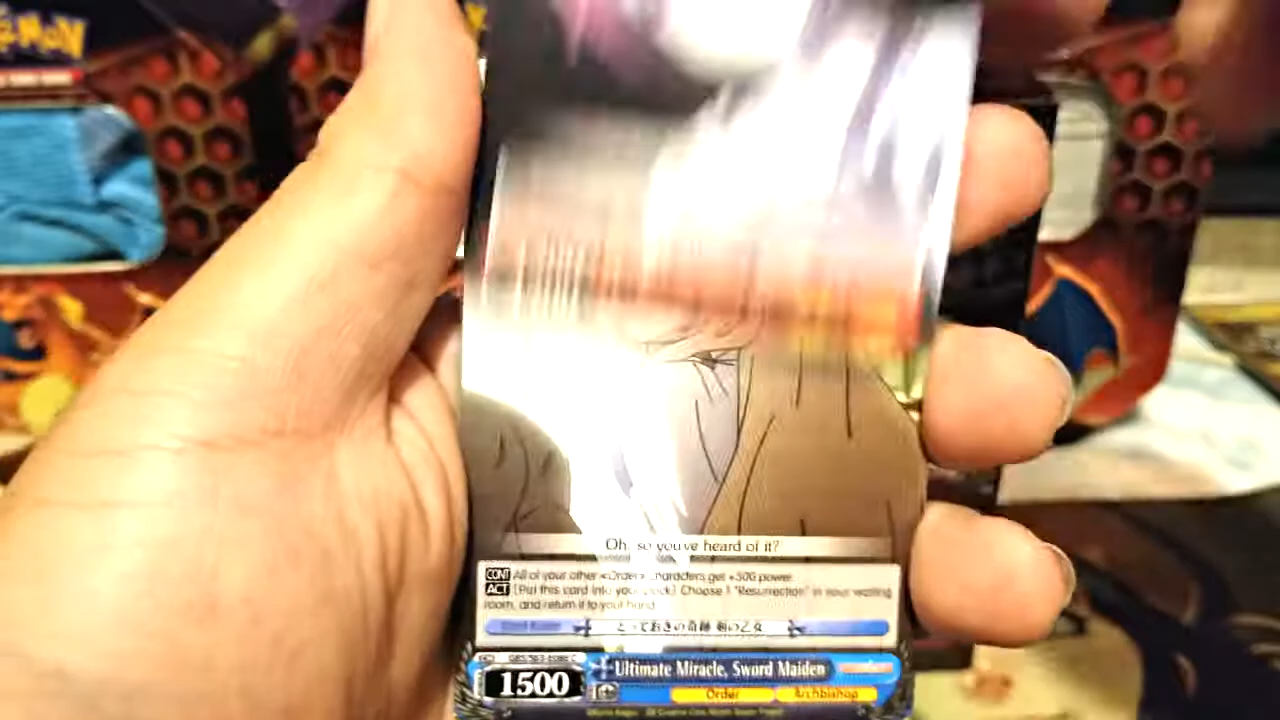 Oh, so you've heard of it?
CONT All of your other «Order» characters get +500 power.
ACT [Put this card into your clock] Choose 1 "Resurrection" in your waiting
room, and return it to your hand.
とっておきの奇跡 剣の乙女
Ultimate Miracle, Sword Maiden
1500
Order Archbishop